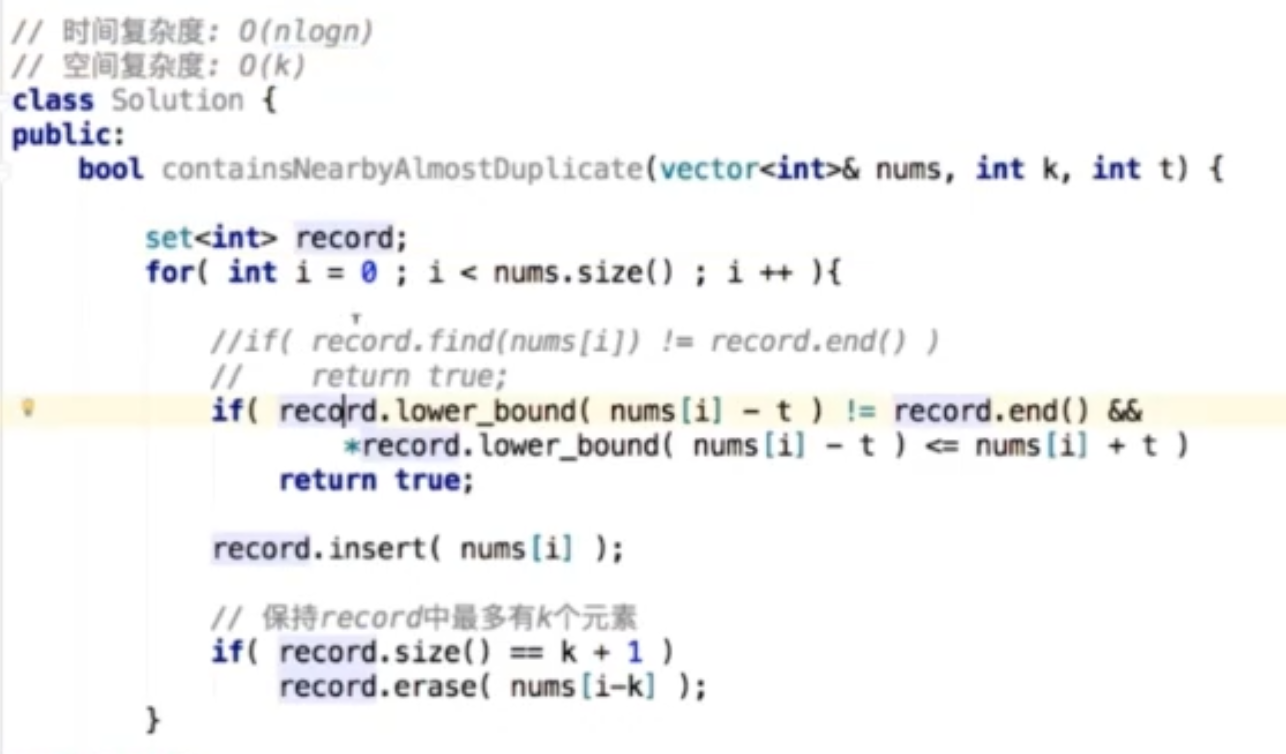 // 时间复杂度: O(nlogn)
// 空间复杂度: O(k)
class Solution {
public:
    bool containsNearbyAlmostDuplicate(vector<int>& nums, int k, int t) {
        set<int> record;
        for( int i = 0 ; i < nums.size() ; i ++ ){
            //if( record.find(nums[i]) != record.end() )
            //    return true;
            if( record.lower_bound( nums[i] - t ) != record.end() &&
                    *record.lower_bound( nums[i] - t ) <= nums[i] + t )
                return true;
            record.insert( nums[i] );
            // 保持record中最多有k个元素
            if( record.size() == k + 1 )
                record.erase( nums[i-k] );
        }